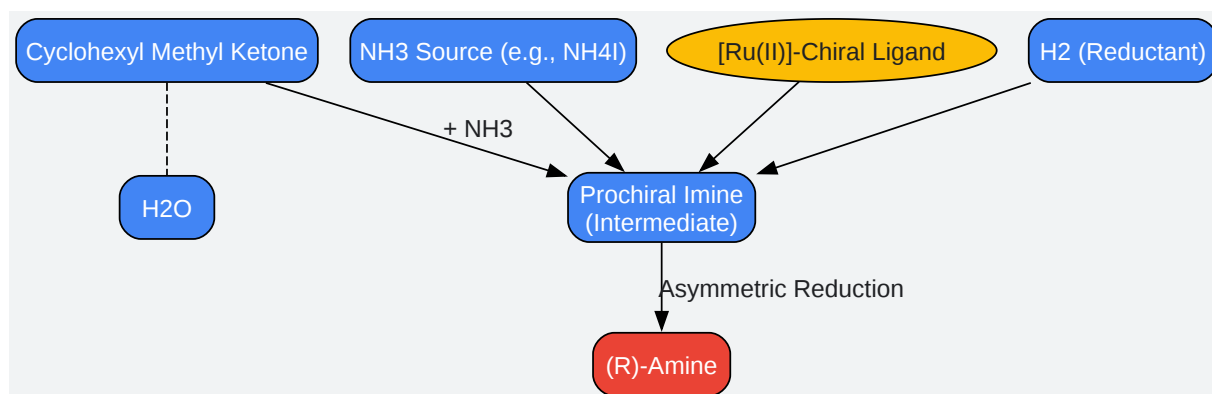 Cyclohexyl Methyl Ketone
NH3 Source (e.g., NH4I)
[Ru(II)]-Chiral Ligand
H2 (Reductant)
+ NH3
H2O
Prochiral Imine
(Intermediate)
Asymmetric Reduction
(R)-Amine